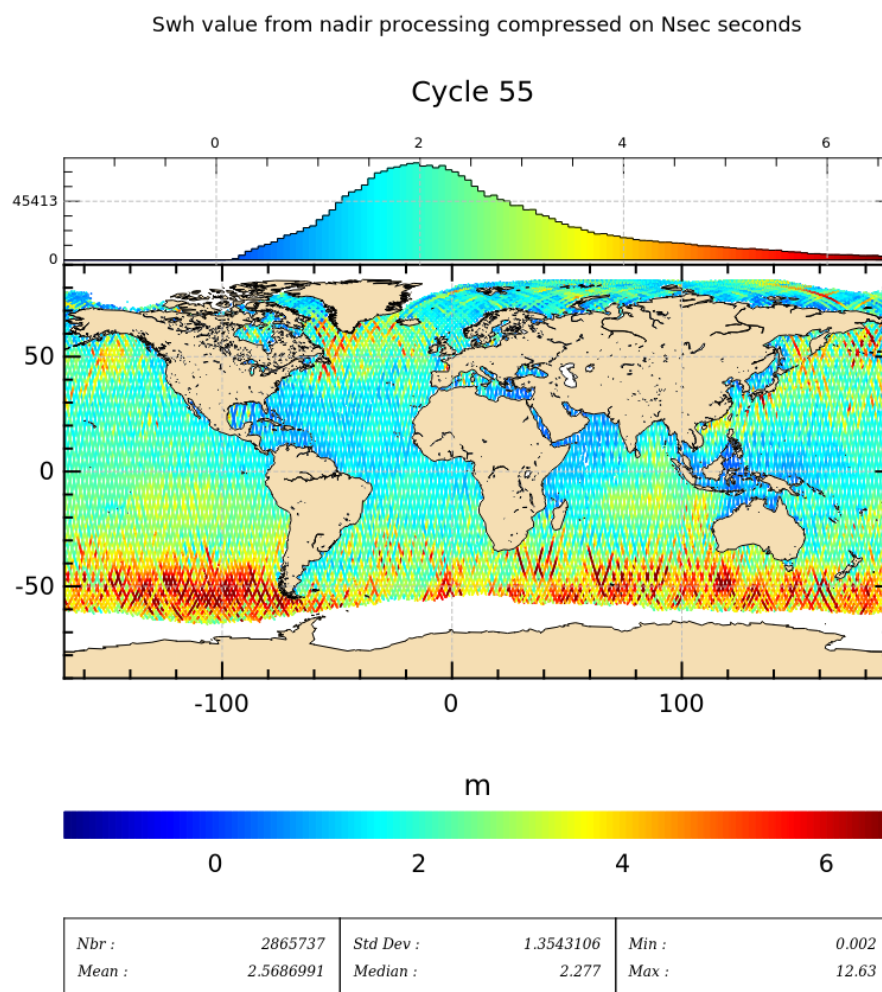 Swh value from nadir processing compressed on Nsec seconds
Cycle 55
0 2 4 6
45413
0
50
0
-50
-100 0 100
m
0 2 4 6
Nbr : 2865737 Std Dev : 1.3543106 Min : 0.002
Mean : 2.5686991 Median : 2.277 Max : 12.63